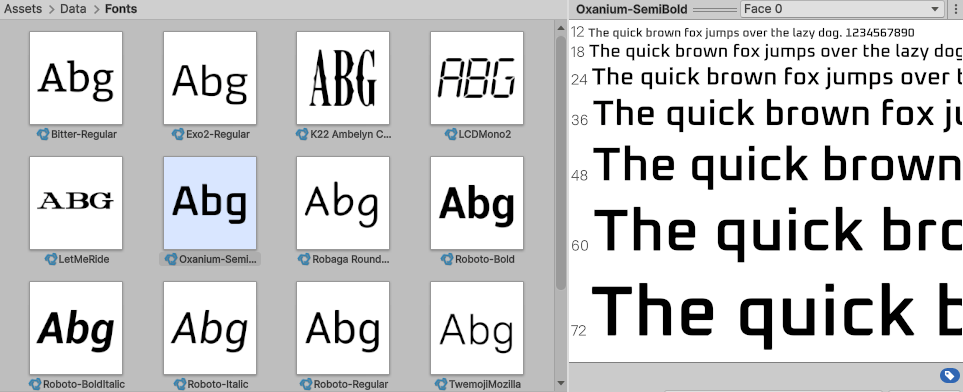 Assets > Data > Fonts
Abg
Abg
ABG
ABG
Bitter-Regular
Exo2-Regular
K22 Ambelyn C...
LCDMono2
ABG
Abg
Abg
Abg
LetMeRide
Oxanium-Semi...
Robaga Round...
Roboto-Bold
Abg
Abg
Abg
Abg
Roboto-BoldItalic
Roboto-Italic
Roboto-Regular
TwemojiMozilla
Oxanium-SemiBold
Face 0
12 The quick brown fox jumps over the lazy dog. 1234567890
18 The quick brown fox jumps over the lazy dog
24 The quick brown fox jumps over t
36 The quick brown fox ju
48 The quick brown
60 The quick bro
72 The quick b